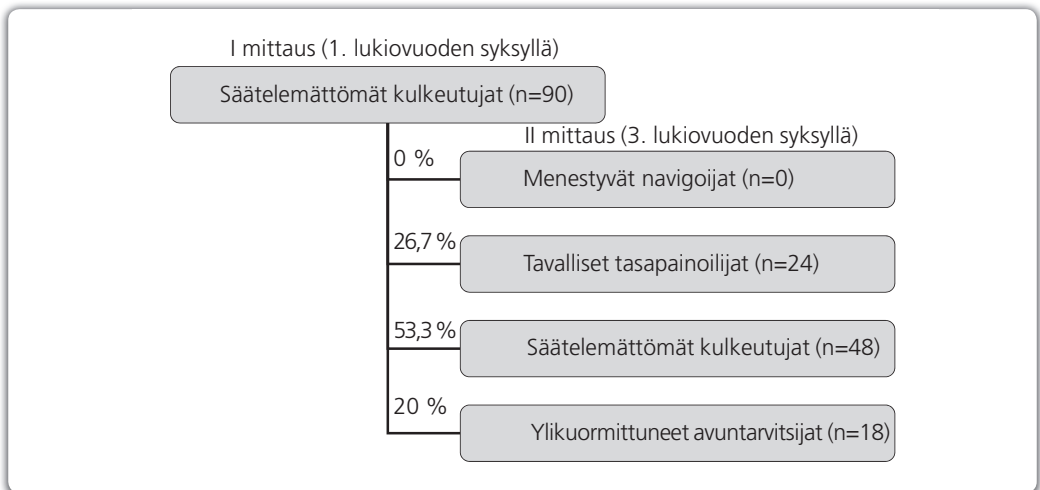 I mittaus (1. lukiovuoden syksyllä)
Säätelemättömät kulkeutujat (n=90)
II mittaus (3. lukiovuoden syksyllä)
0 %
Menestyvät navigoijat (n=0)
26,7 %
Tavalliset tasapainoilijat (n=24)
53,3 %
Säätelemättömät kulkeutujat (n=48)
20 %
Ylikuormittuneet avuntarvitsijat (n=18)